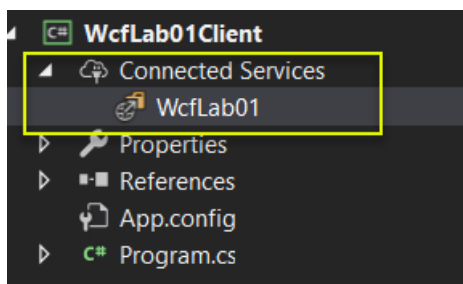 C# WcfLab01Client
Connected Services
WcfLab01
Properties
References
App.config
C# Program.cs